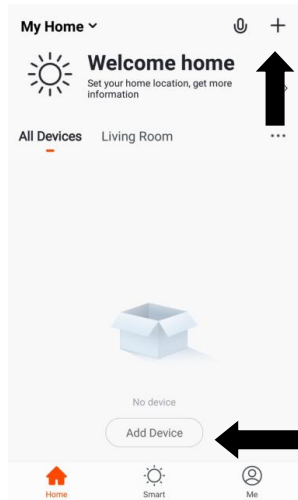 My Home
Welcome home
Set your home location, get more
information
All Devices Living Room
No device
Add Device
Home Smart Me